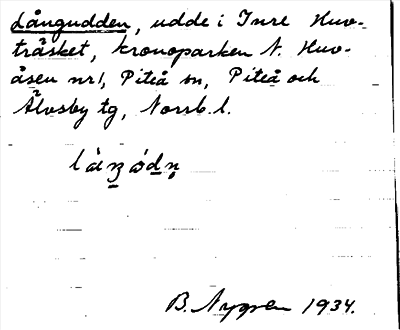 Långudden, udde i Inre Huv-
träsket, kronoparken N. Huv-
åsen nr 1, Piteå sn, Piteå och
Älvsby tg, Norrb. l.
B. Nygren 1934.